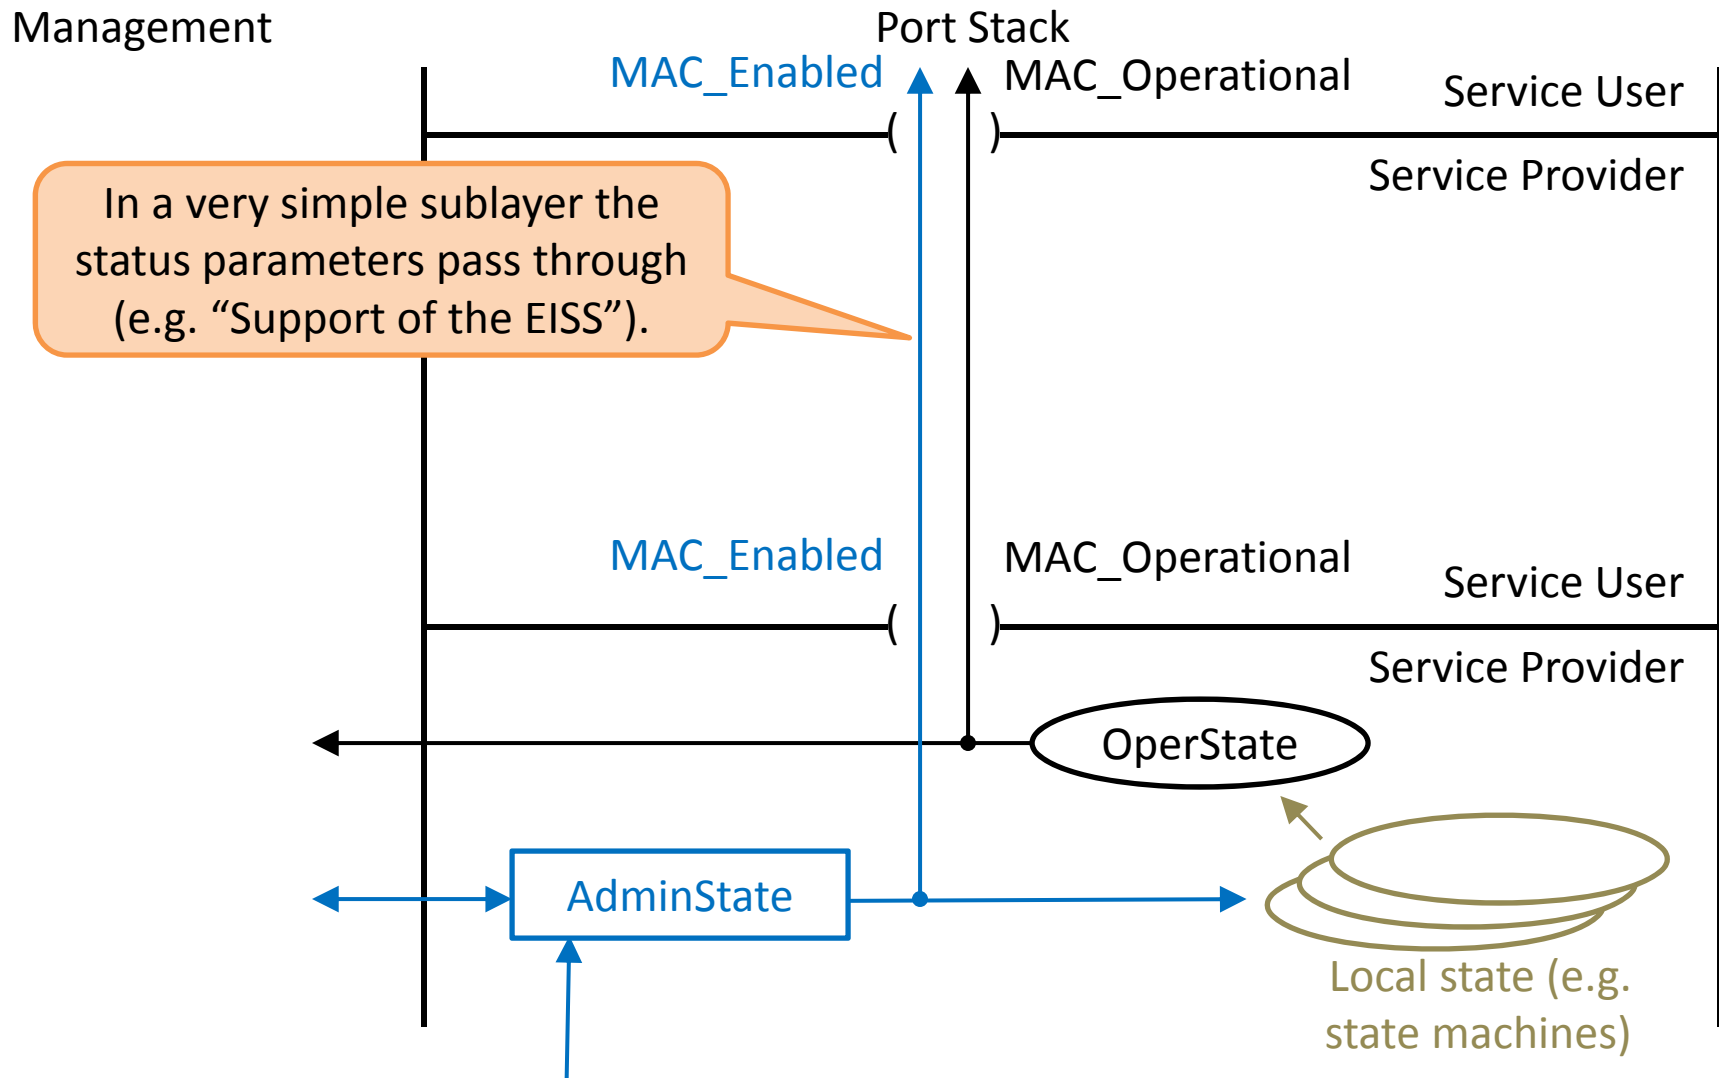 Management
Port Stack
MAC_Enabled
MAC_Operational
Service User
Service Provider
In a very simple sublayer the
status parameters pass through
(e.g. “Support of the EISS”).
MAC_Enabled
MAC_Operational
Service User
Service Provider
OperState
AdminState
Local state (e.g.
state machines)